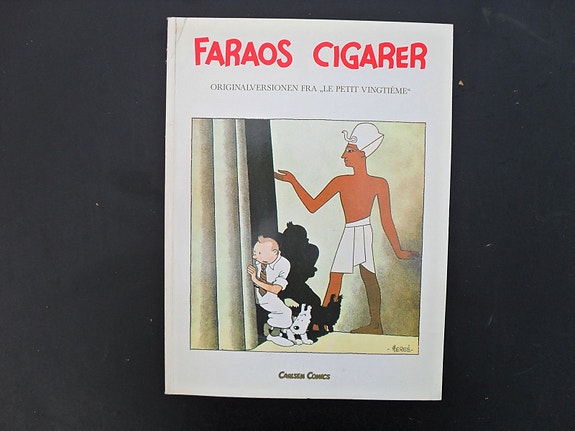 FARAOS CIGARER
ORIGINALVERSIONEN FRA „LE PETIT VINGTIÈME“
-HERGÉ-
CARLSEN COMICS